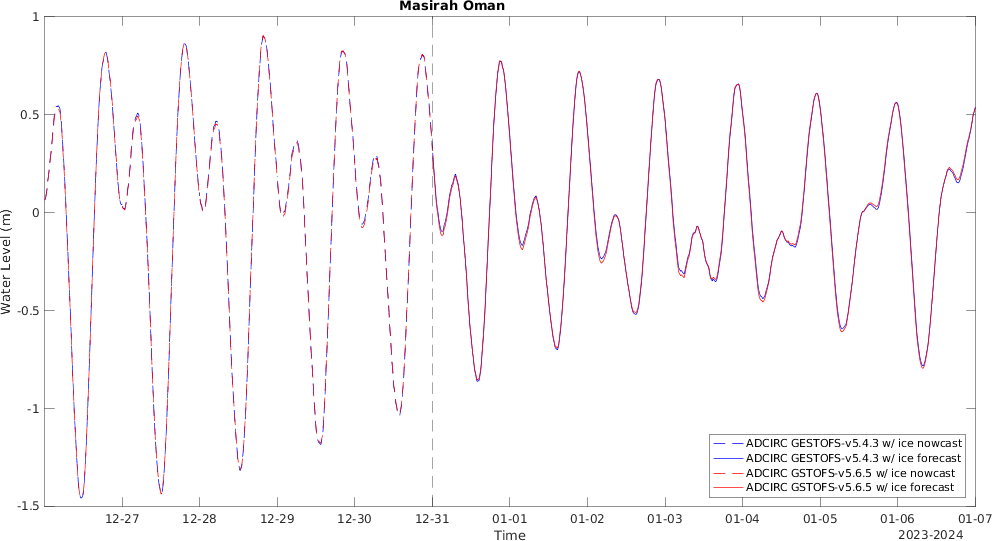 Masirah Oman
Water Level (m)
1
0.5
0
-0.5
-1
-1.5
12-27 12-28 12-29 12-30 12-31 01-01 01-02 01-03 01-04 01-05 01-06 01-07
Time
2023-2024
ADCIRC GESTOFS-v5.4.3 w/ ice nowcast
ADCIRC GESTOFS-v5.4.3 w/ ice forecast
ADCIRC GSTOFS-v5.6.5 w/ ice nowcast
ADCIRC GSTOFS-v5.6.5 w/ ice forecast